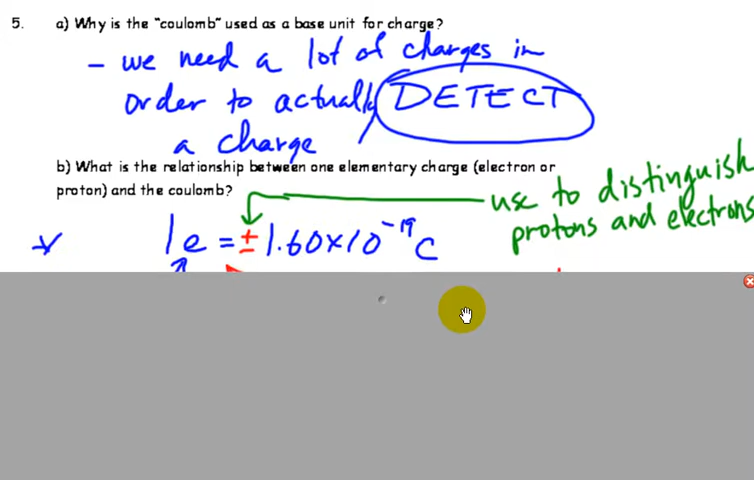 5. a) Why is the "coulomb" used as a base unit for charge?
- we need a lot of charges in
order to actually DETECT
a charge
b) What is the relationship between one elementary charge (electron or
proton) and the coulomb?
use to distinguish
protons and electrons
1e = ± 1.60×10⁻¹⁹ C